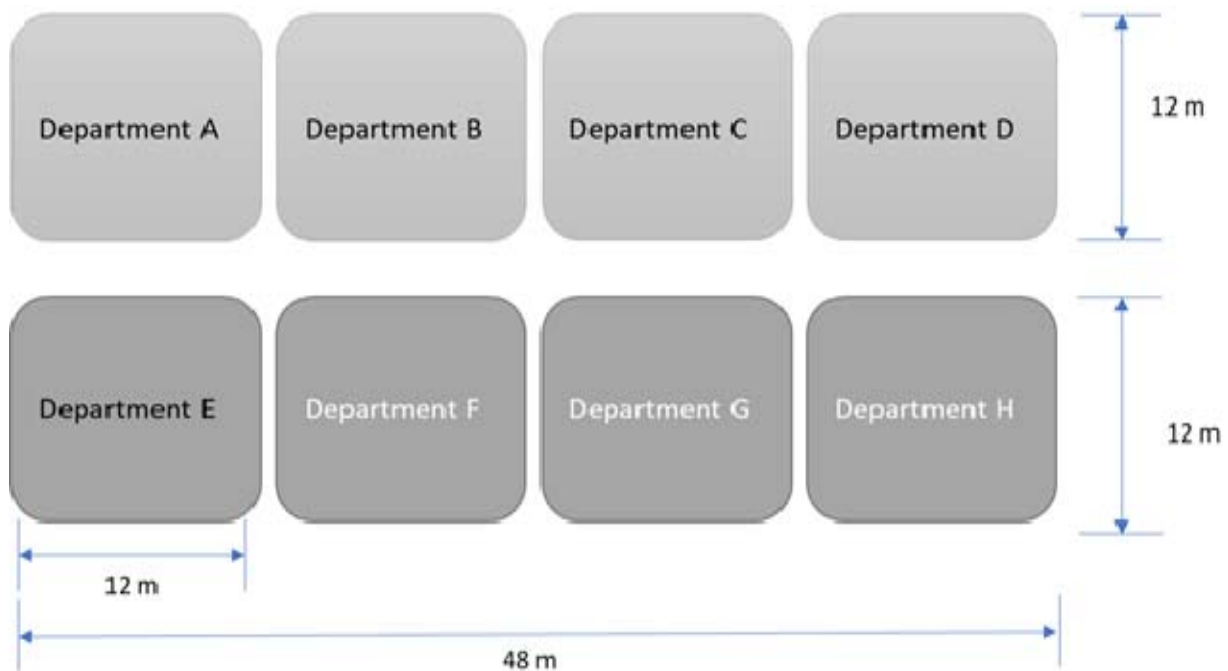 Department A
Department B
Department C
Department D
12 m
Department E
Department F
Department G
Department H
12 m
12 m
48 m